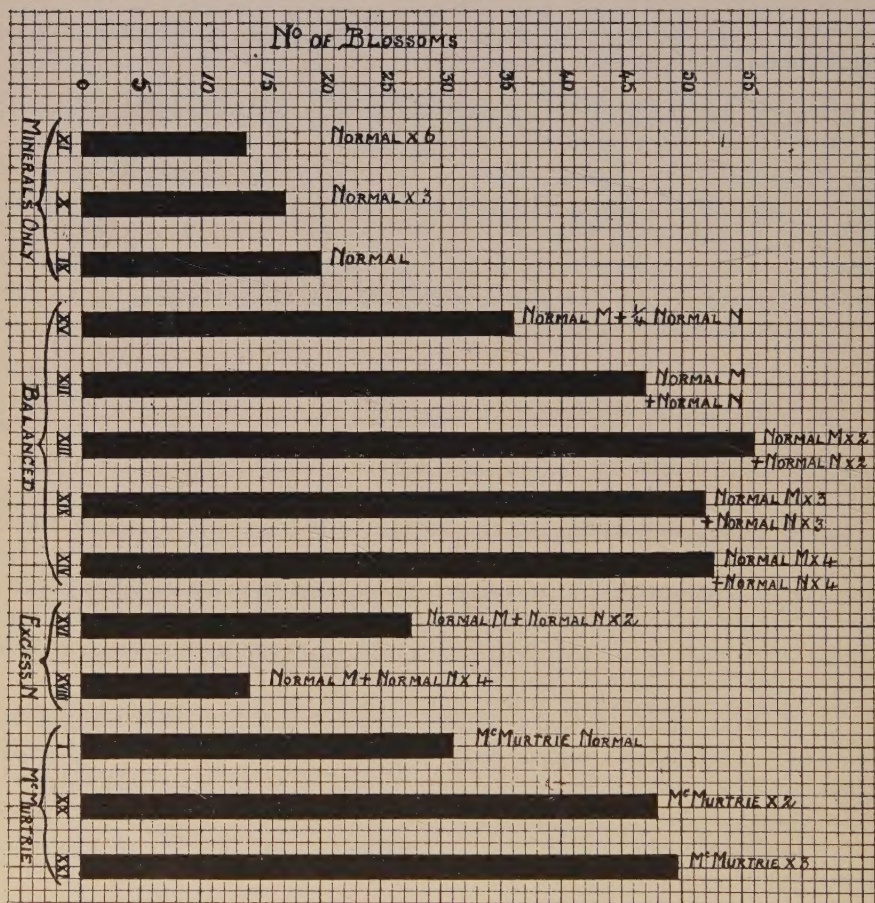 Nº OF BLOSSOMS
0 5 10 15 20 25 30 35 40 45 50 55
MINERALS ONLY
XI
NORMAL X 6
X
NORMAL X 3
NORMAL
BALANCED
XV
NORMAL M + ¼ NORMAL N
XII
NORMAL M
+ NORMAL N
XIII
NORMAL M X 2
+ NORMAL N X 2
XIX
NORMAL M X 3
+ NORMAL N X 3
XIV
NORMAL M X 4
+ NORMAL N X 4
EXCESS N
XVI
NORMAL M + NORMAL N X 2
XVIII
NORMAL M + NORMAL N X 4
McMURTRIE
I
McMURTRIE NORMAL
XX
McMURTRIE X 2
XXI
McMURTRIE X 3